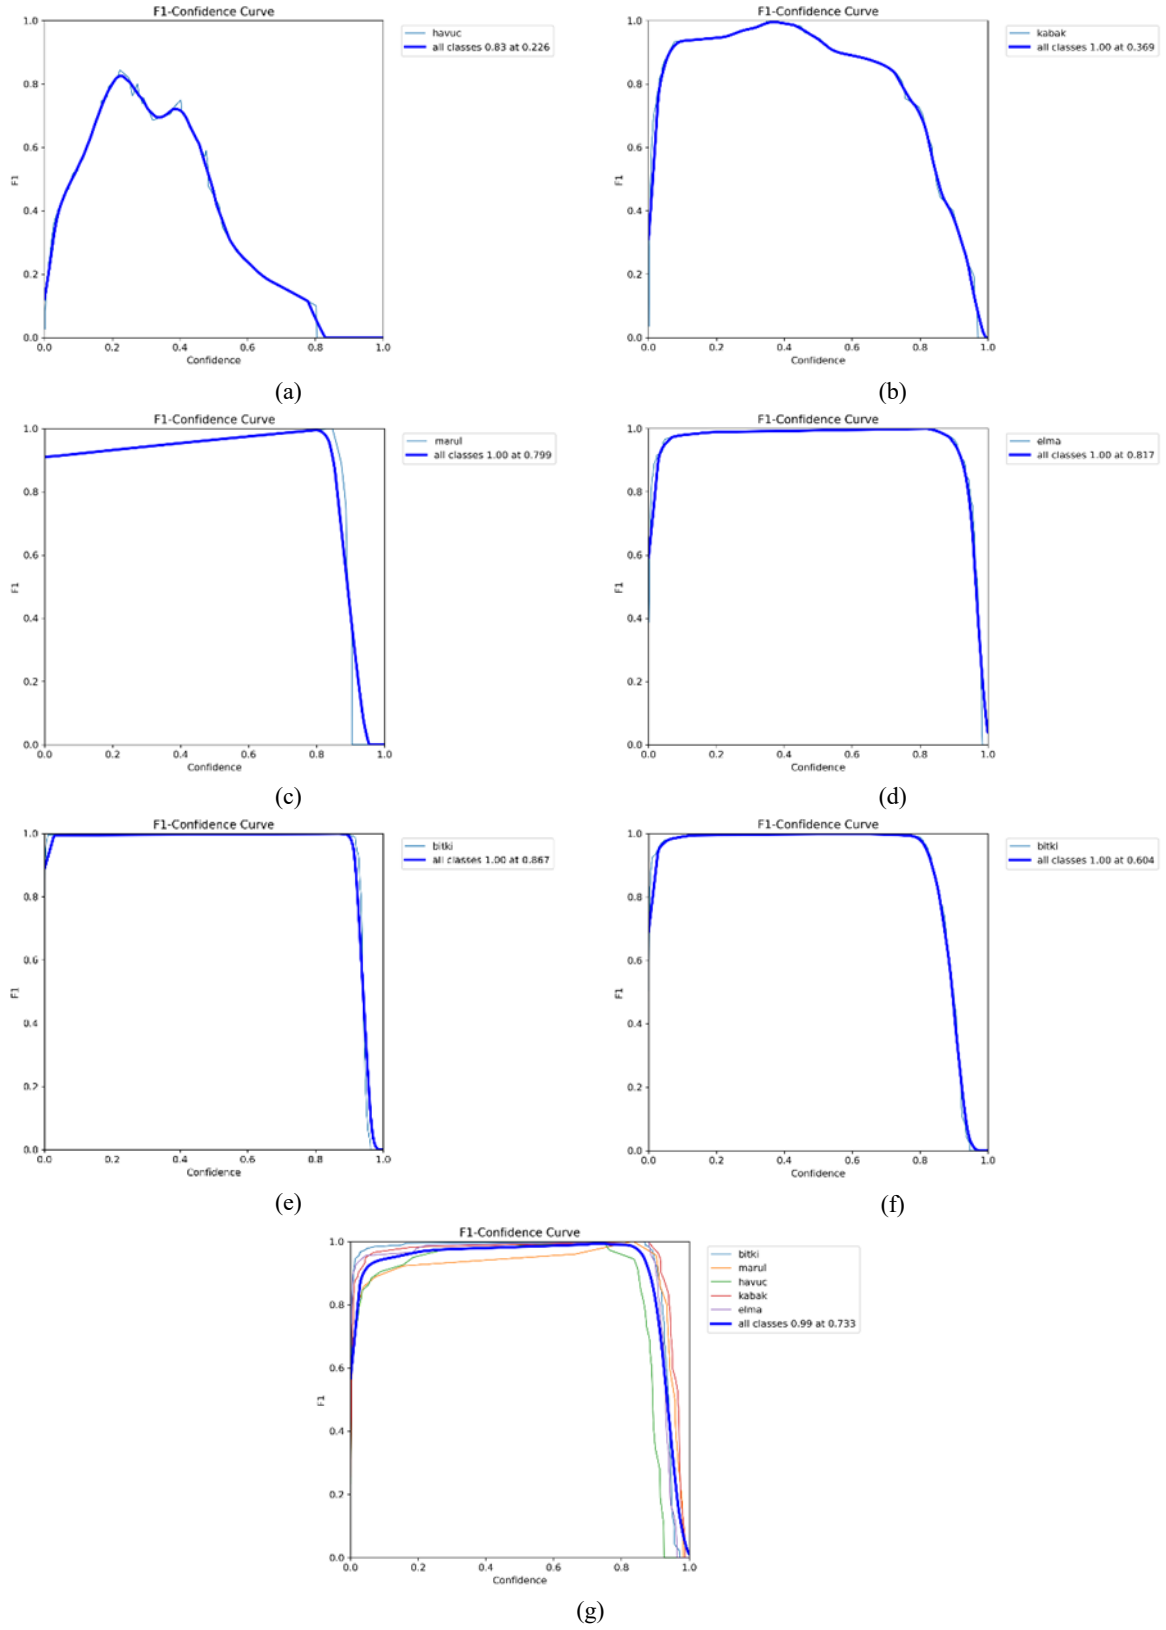 F1-Confidence Curve
1.0
0.8
0.6
0.4
0.2
0.0
F1
0.0 0.2 0.4 0.6 0.8 1.0
Confidence
havuc
all classes 0.83 at 0.226
(a)
F1-Confidence Curve
1.0
0.8
0.6
0.4
0.2
0.0
F1
0.0 0.2 0.4 0.6 0.8 1.0
Confidence
kabak
all classes 1.00 at 0.369
(b)
F1-Confidence Curve
1.0
0.8
0.6
0.4
0.2
0.0
F1
0.0 0.2 0.4 0.6 0.8 1.0
Confidence
marul
all classes 1.00 at 0.799
(c)
F1-Confidence Curve
1.0
0.8
0.6
0.4
0.2
0.0
F1
0.0 0.2 0.4 0.6 0.8 1.0
Confidence
elma
all classes 1.00 at 0.817
(d)
F1-Confidence Curve
1.0
0.8
0.6
0.4
0.2
0.0
F1
0.0 0.2 0.4 0.6 0.8 1.0
Confidence
bitki
all classes 1.00 at 0.867
(e)
F1-Confidence Curve
1.0
0.8
0.6
0.4
0.2
0.0
F1
0.0 0.2 0.4 0.6 0.8 1.0
Confidence
bitki
all classes 1.00 at 0.604
(f)
F1-Confidence Curve
1.0
0.8
0.6
0.4
0.2
0.0
F1
0.0 0.2 0.4 0.6 0.8 1.0
Confidence
bitki
marul
havuc
kabak
elma
all classes 0.99 at 0.733
(g)